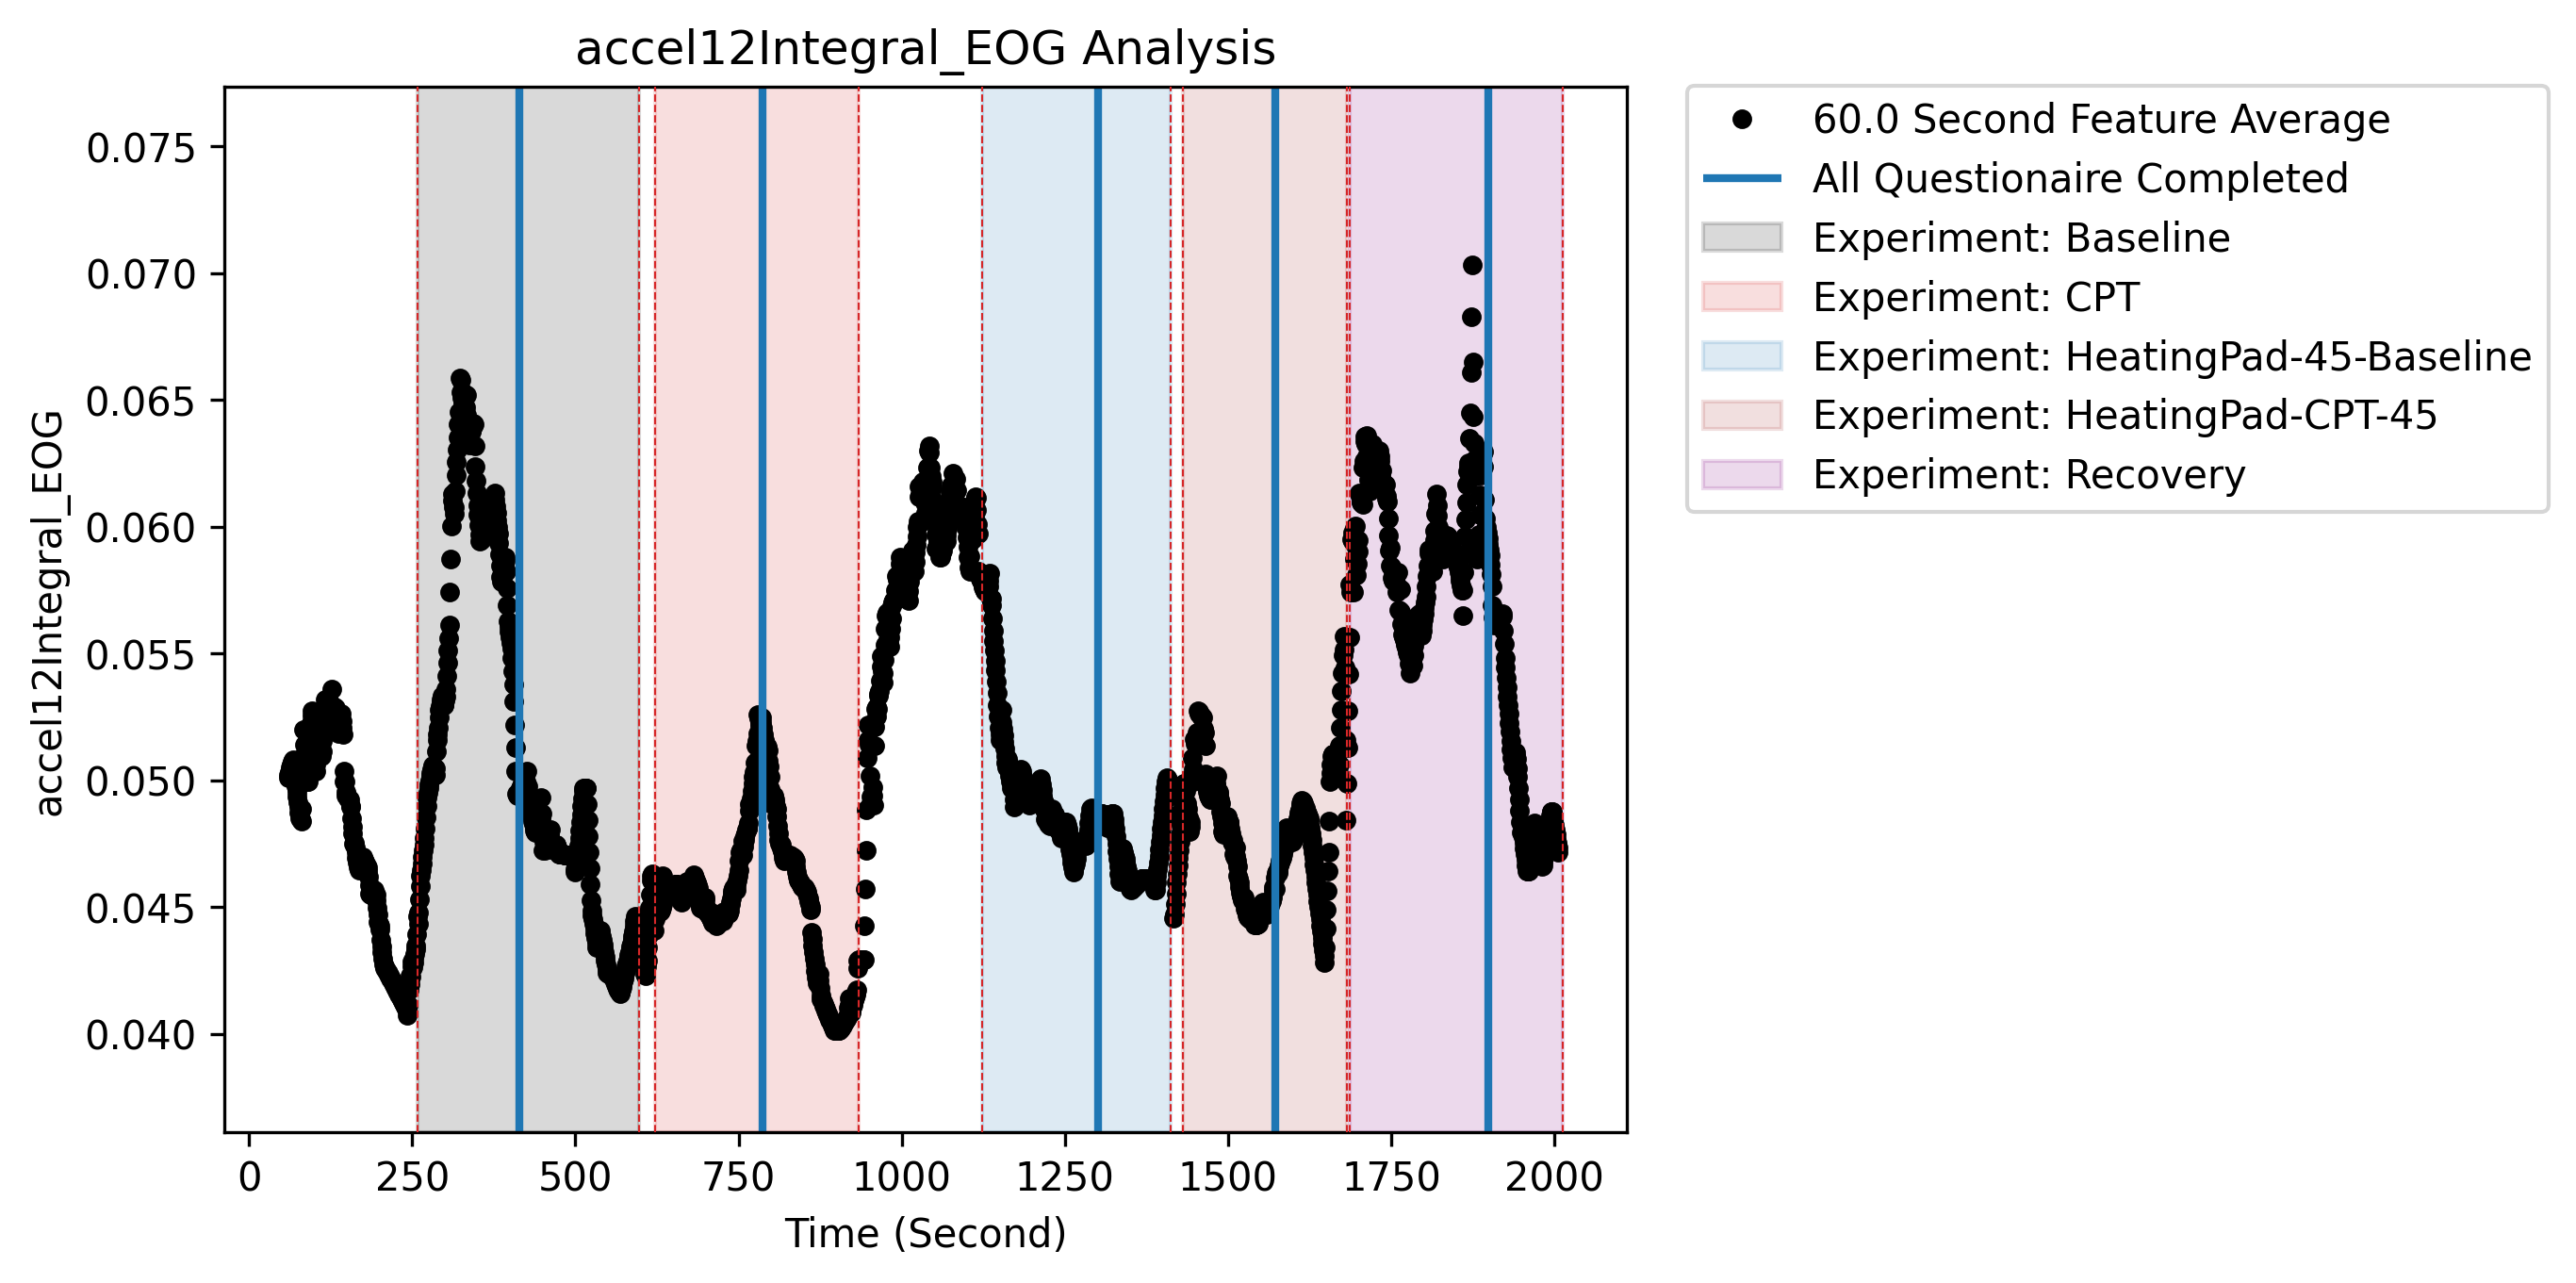 accel12Integral_EOG Analysis
0.075
0.070
0.065
0.060
0.055
0.050
0.045
0.040
accel12Integral_EOG
0 250 500 750 1000 1250 1500 1750 2000
Time (Second)
60.0 Second Feature Average
All Questionaire Completed
Experiment: Baseline
Experiment: CPT
Experiment: HeatingPad-45-Baseline
Experiment: HeatingPad-CPT-45
Experiment: Recovery